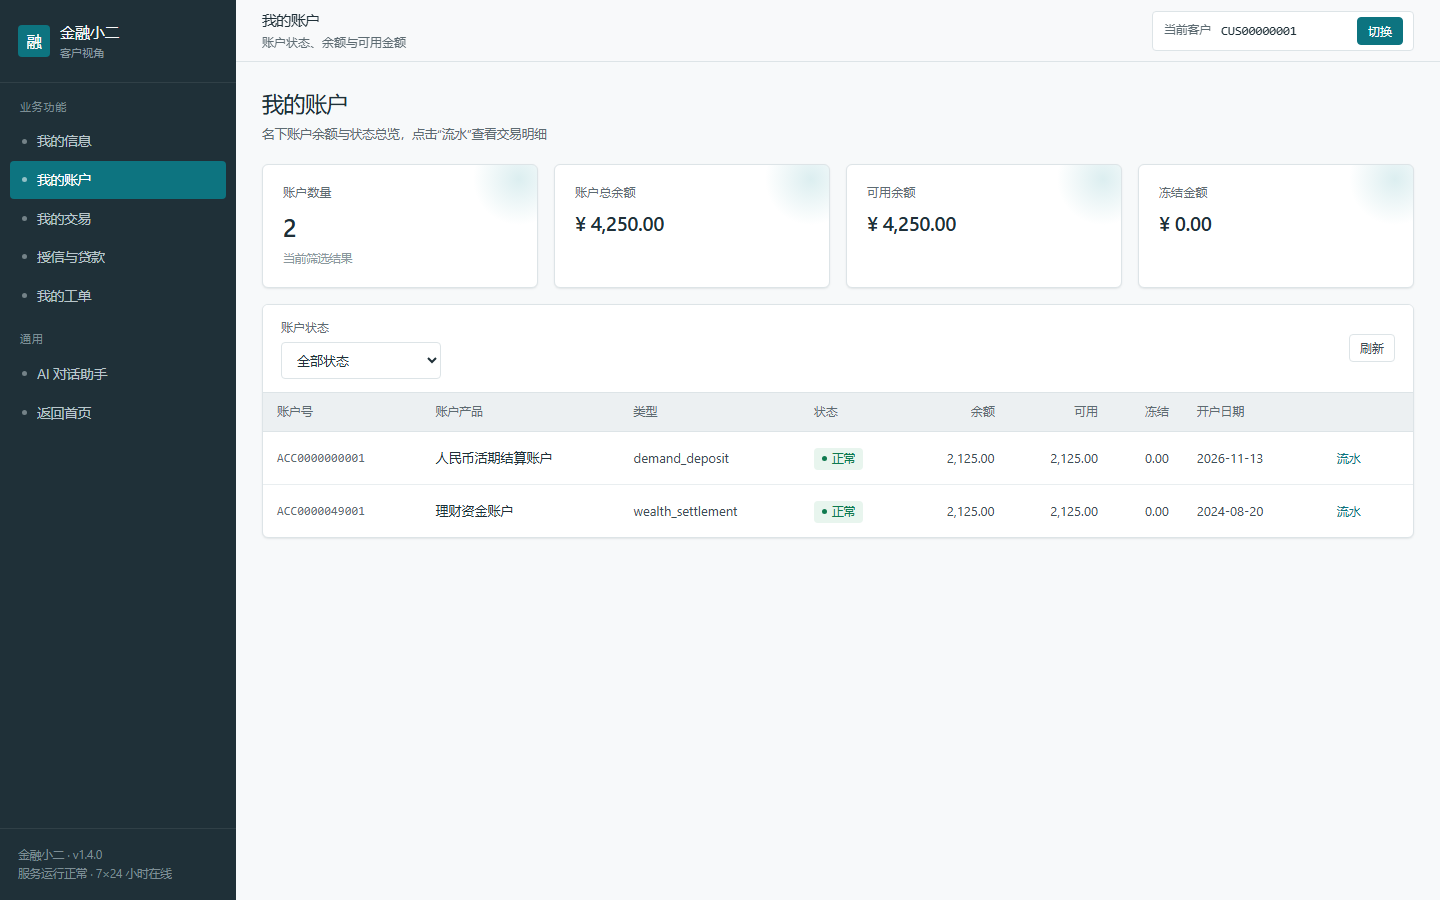 融
金融小二
客户视角
业务功能
我的信息
我的账户
我的交易
授信与贷款
我的工单
通用
AI 对话助手
返回首页
金融小二 · v1.4.0
服务运行正常 · 7×24 小时在线
我的账户
账户状态、余额与可用金额
当前客户 CUS00000001 切换
我的账户
名下账户余额与状态总览，点击“流水”查看交易明细
账户数量
2
当前筛选结果
账户总余额
¥ 4,250.00
可用余额
¥ 4,250.00
冻结金额
¥ 0.00
账户状态
全部状态
刷新
账户号 账户产品 类型 状态 余额 可用 冻结 开户日期
ACC0000000001 人民币活期结算账户 demand_deposit 正常 2,125.00 2,125.00 0.00 2026-11-13 流水
ACC0000049001 理财资金账户 wealth_settlement 正常 2,125.00 2,125.00 0.00 2024-08-20 流水